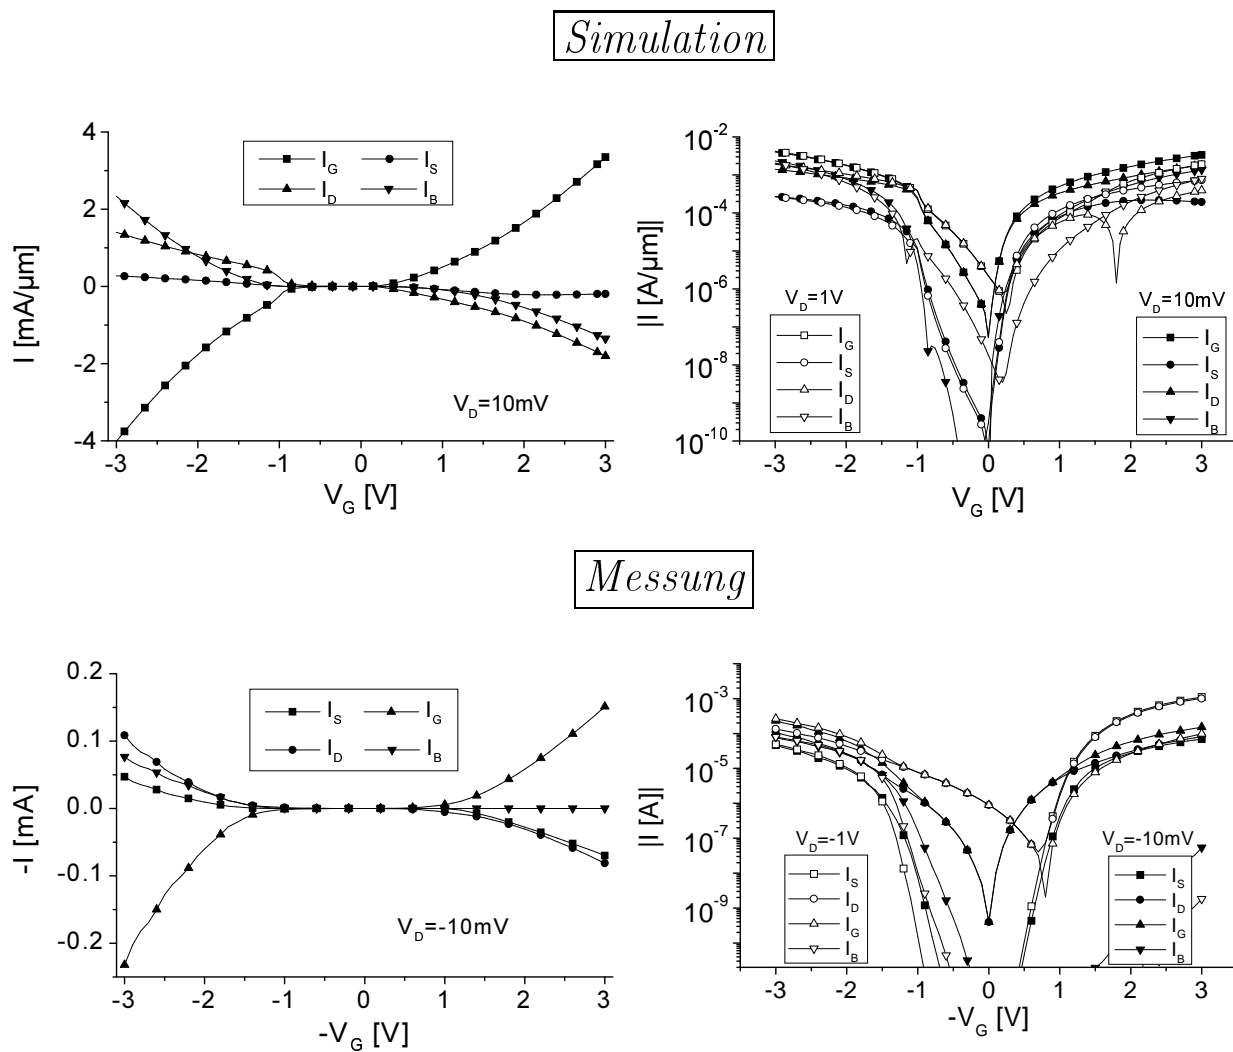 Simulation
4
2
0
-2
-4
I [mA/µm]
I_G I_S
I_D I_B
V_D=10mV
-3 -2 -1 0 1 2 3
V_G [V]
10^-2
10^-4
10^-6
10^-8
10^-10
|I [A/µm]|
V_D=1V
I_G
I_S
I_D
I_B
V_D=10mV
I_G
I_S
I_D
I_B
-3 -2 -1 0 1 2 3
V_G [V]
Messung
0.2
0.1
0.0
-0.1
-0.2
-I [mA]
I_S I_G
I_D I_B
V_D=-10mV
-3 -2 -1 0 1 2 3
-V_G [V]
10^-3
10^-5
10^-7
10^-9
|I [A]|
V_D=-1V
I_S
I_D
I_G
I_B
V_D=-10mV
I_S
I_D
I_G
I_B
-3 -2 -1 0 1 2 3
-V_G [V]